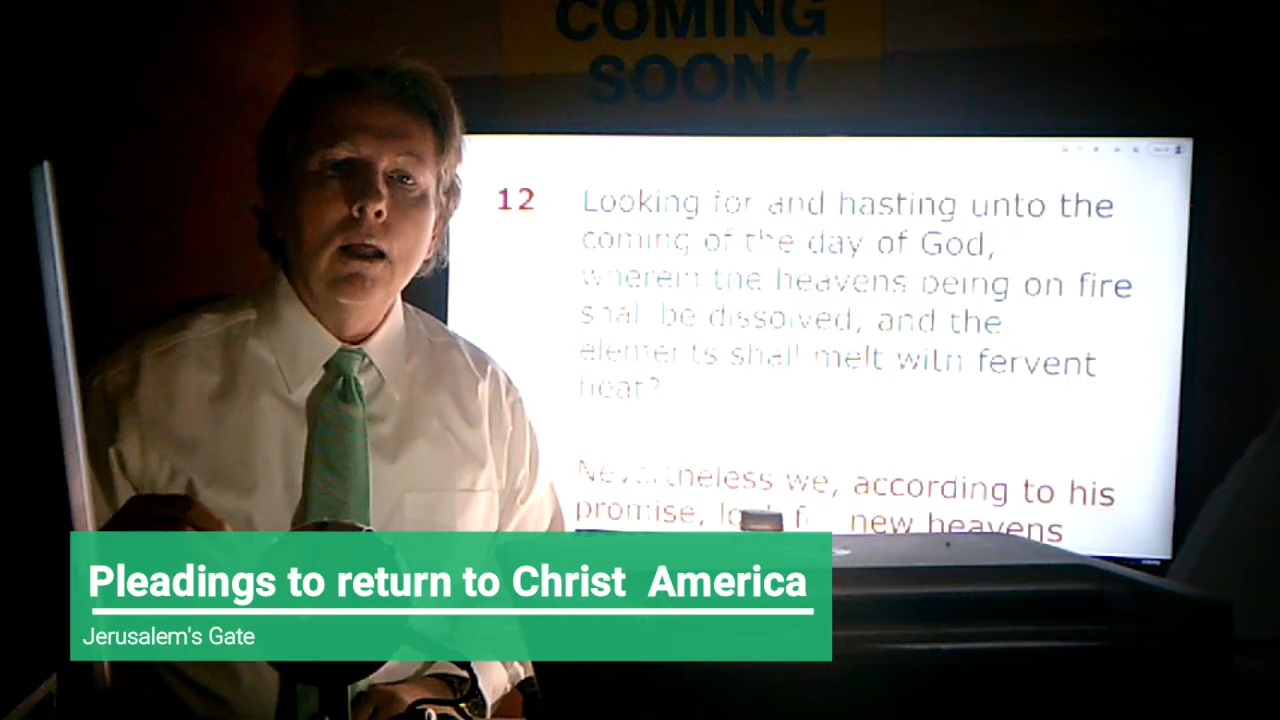 COMING
SOON!
12 Looking for and hasting unto the
coming of the day of God,
wherein the heavens being on fire
shall be dissolved, and the
elements shall melt with fervent
heat?
Nevertheless we, according to his
promise, look for new heavens
Pleadings to return to Christ America
Jerusalem's Gate